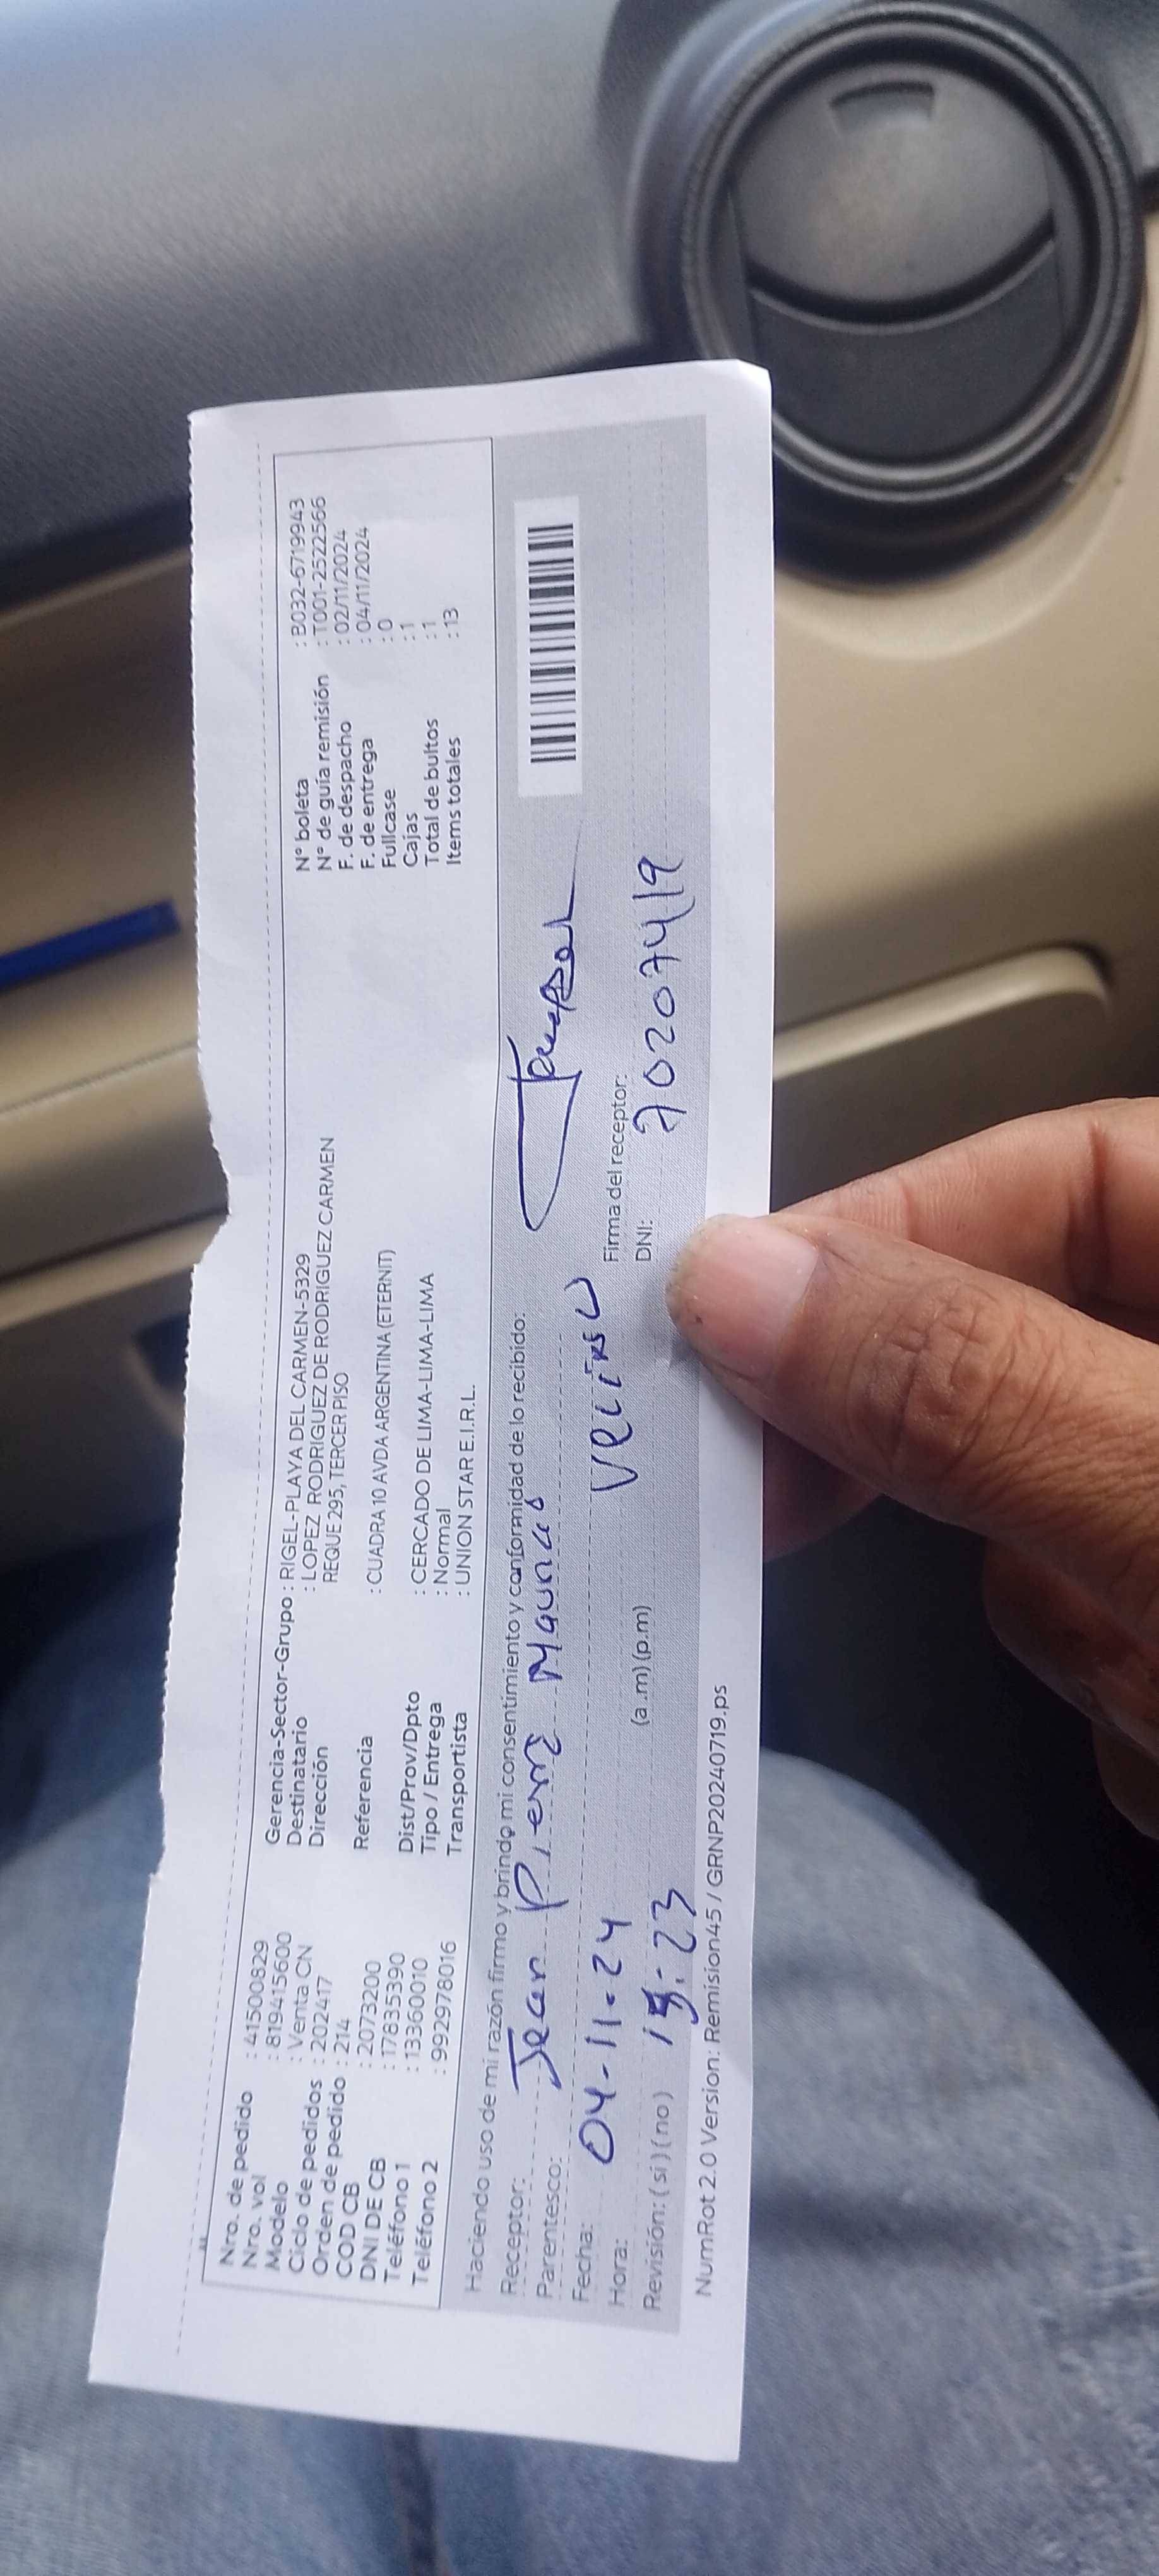 Nro. de pedido : 41500829
Nro. vol : 819415600
Modelo : Venta CN
Ciclo de pedidos : 202417
Orden de pedido : 214
COD CB : 2073200
DNI DE CB : 17835390
Teléfono 1 : 13360010
Teléfono 2 : 992978016
Gerencia-Sector-Grupo : RIGEL-PLAYA DEL CARMEN-5329
Destinatario : LOPEZ RODRIGUEZ DE RODRIGUEZ CARMEN
Dirección REQUE 295, TERCER PISO
Referencia : CUADRA 10 AVDA ARGENTINA (ETERNIT)
Dist/Prov/Dpto : CERCADO DE LIMA-LIMA-LIMA
Tipo / Entrega : Normal
Transportista : UNION STAR E.I.R.L.
N° boleta : B032-6719943
N° de guía remisión : T001-2522566
F. de despacho : 02/11/2024
F. de entrega : 04/11/2024
Fullcase : 0
Cajas : 1
Total de bultos : 1
Items totales : 13
Haciendo uso de mi razón firmo y brindo mi consentimiento y conformidad de lo recibido:
Receptor: Jean Pierre
Parentesco:
Fecha: 04-11-24
Hora: (a.m) (p.m)
Revisión: ( si ) ( no ) :23
Firma del receptor:
DNI: 70207419
NumRot 2.0 Version: Remision45 / GRNP20240719.ps